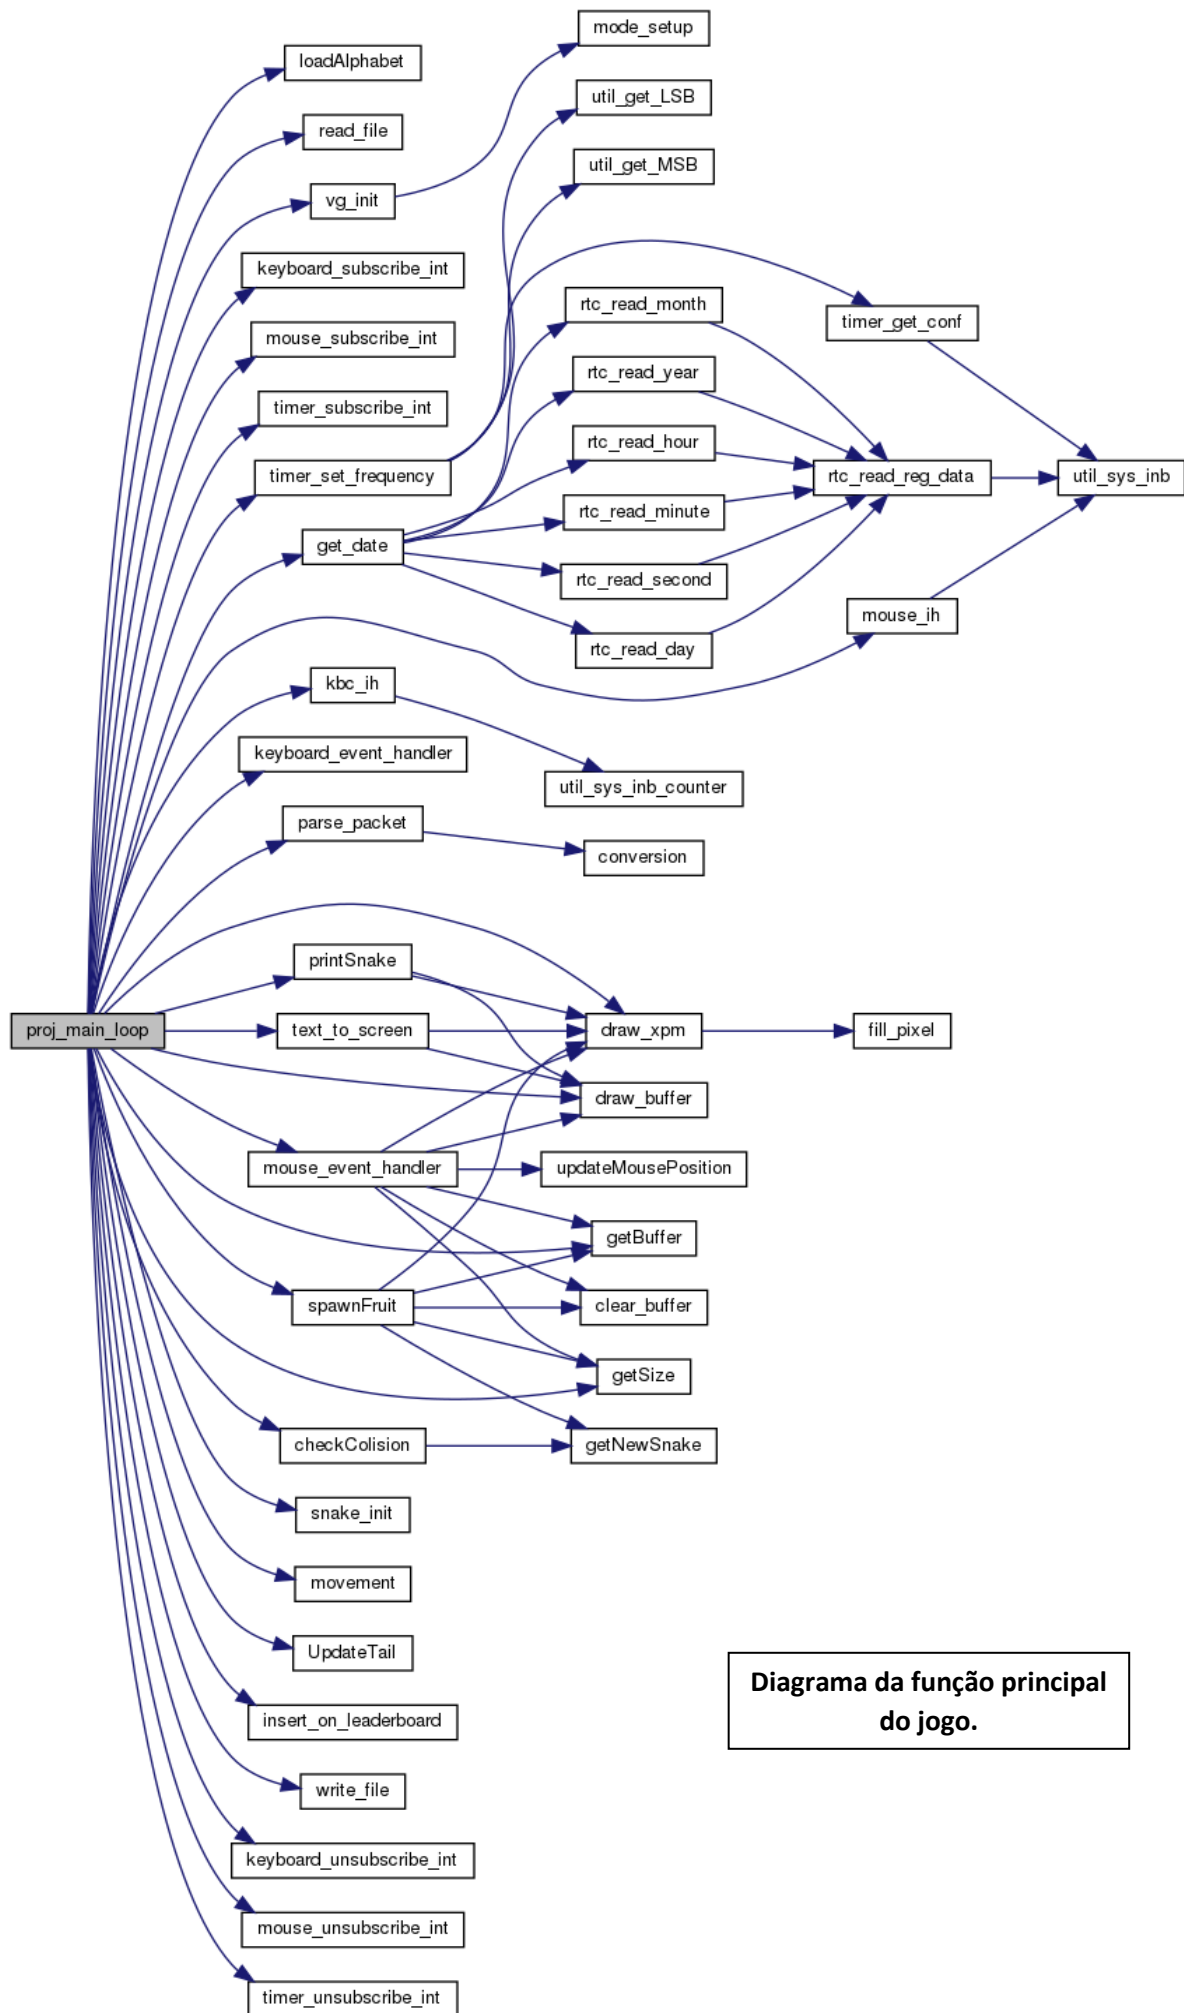 mode_setup
loadAlphabet
util_get_LSB
read_file
util_get_MSB
vg_init
keyboard_subscribe_int
rtc_read_month
timer_get_conf
mouse_subscribe_int
rtc_read_year
timer_subscribe_int
rtc_read_hour
timer_set_frequency
rtc_read_reg_data
util_sys_inb
rtc_read_minute
get_date
rtc_read_second
mouse_ih
rtc_read_day
kbc_ih
keyboard_event_handler
util_sys_inb_counter
parse_packet
conversion
printSnake
proj_main_loop
text_to_screen
draw_xpm
fill_pixel
draw_buffer
mouse_event_handler
updateMousePosition
getBuffer
spawnFruit
clear_buffer
getSize
checkColision
getNewSnake
snake_init
movement
UpdateTail
Diagrama da função principal
do jogo.
insert_on_leaderboard
write_file
keyboard_unsubscribe_int
mouse_unsubscribe_int
timer_unsubscribe_int